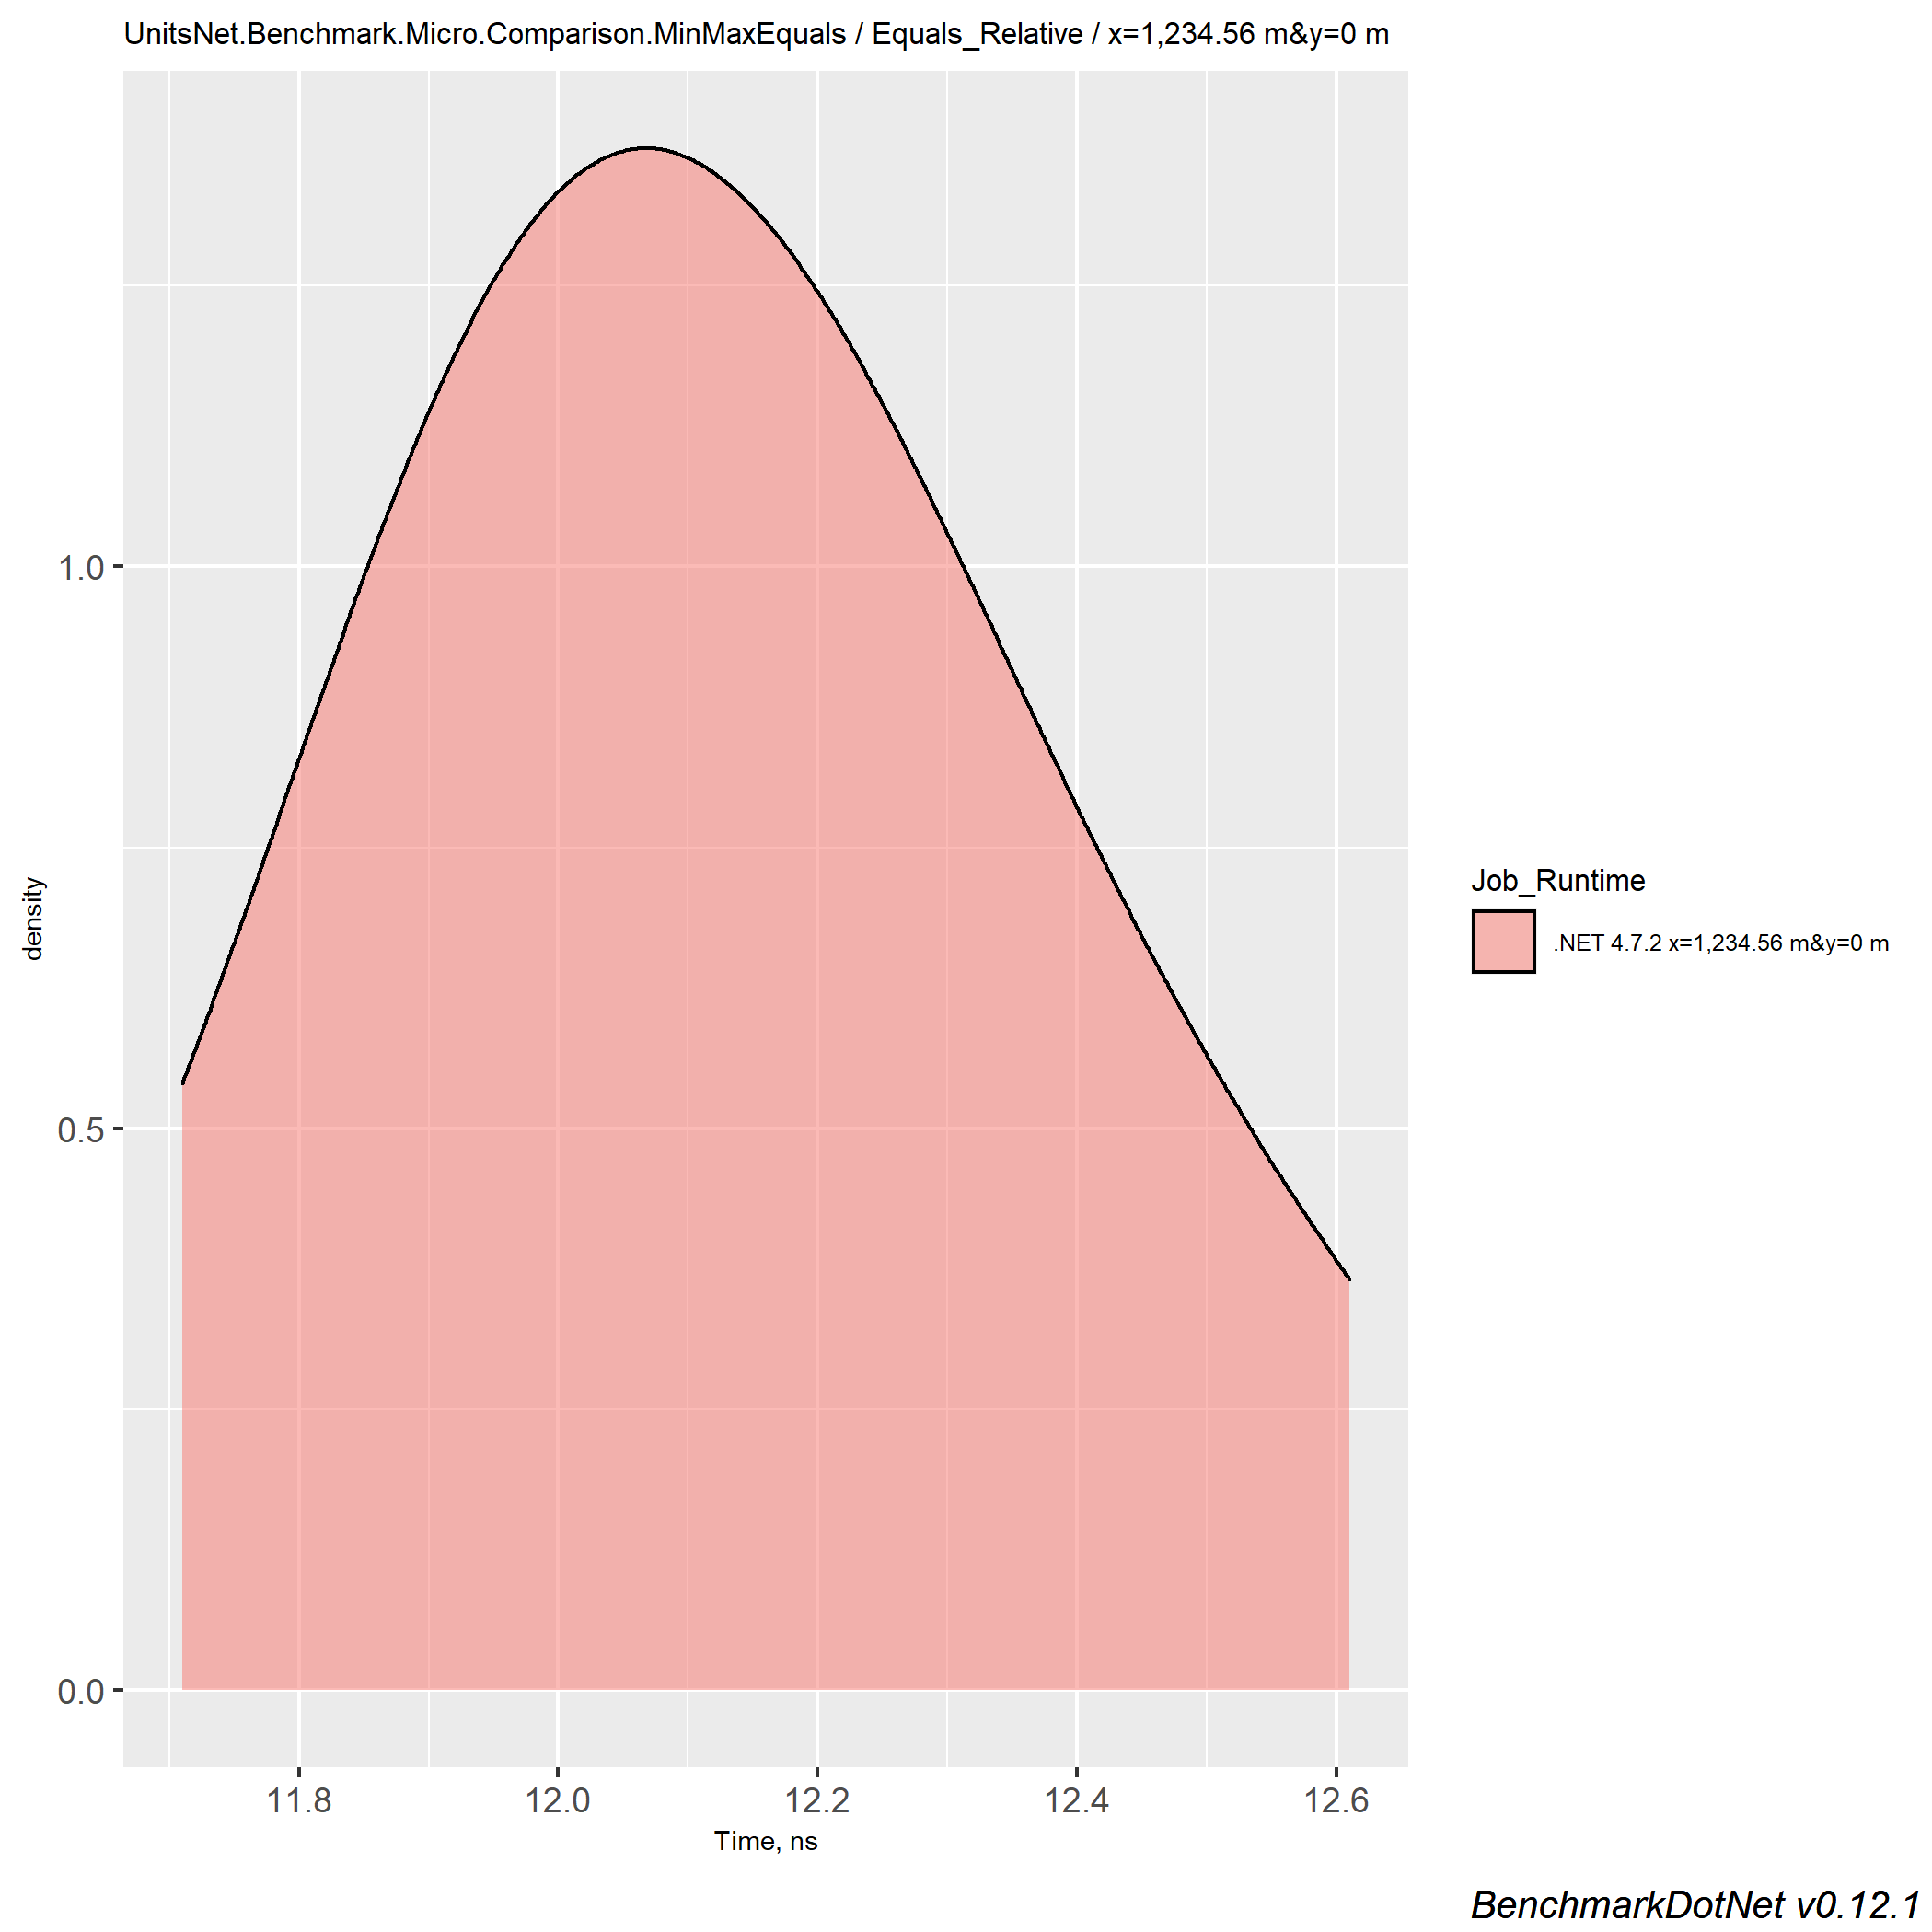 UnitsNet.Benchmark.Micro.Comparison.MinMaxEquals / Equals_Relative / x=1,234.56 m&y=0 m
1.0
0.5
0.0
density
11.8 12.0 12.2 12.4 12.6
Time, ns
Job_Runtime
.NET 4.7.2 x=1,234.56 m&y=0 m
BenchmarkDotNet v0.12.1